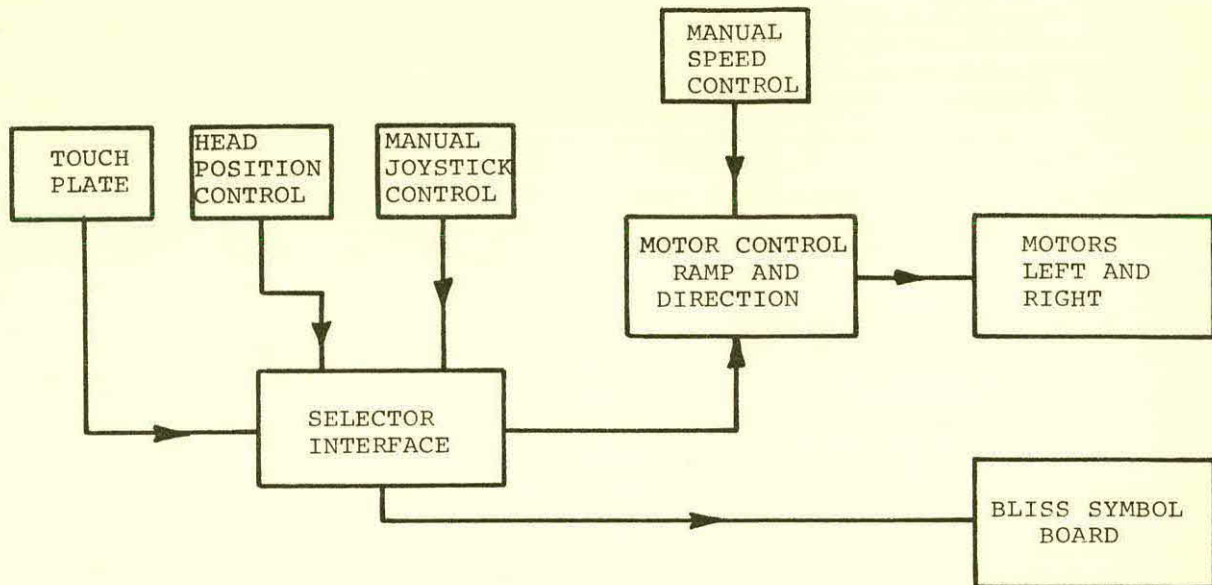 MANUAL
SPEED
CONTROL
TOUCH
PLATE
HEAD
POSITION
CONTROL
MANUAL
JOYSTICK
CONTROL
MOTOR CONTROL
RAMP AND
DIRECTION
MOTORS
LEFT AND
RIGHT
SELECTOR
INTERFACE
BLISS SYMBOL
BOARD